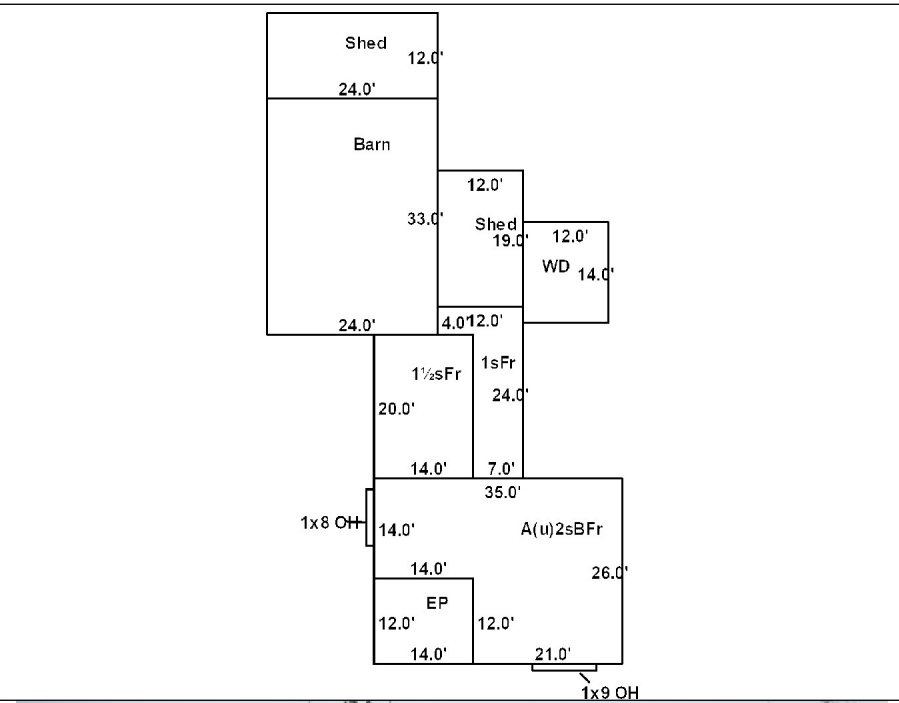 Shed
12.0'
24.0'
Barn
12.0'
33.0'
Shed
19.0'
12.0'
WD
14.0'
24.0'
4.0'
12.0'
1sFr
1½sFr
24.0'
20.0'
14.0'
7.0'
35.0'
1x8 OH
14.0'
A(u)2sBFr
14.0'
26.0'
EP
12.0'
12.0'
14.0'
21.0'
1x9 OH